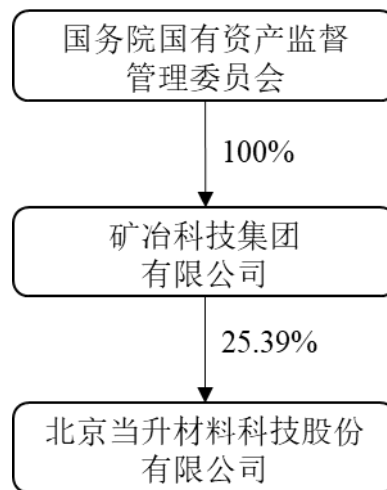 国务院国有资产监督
管理委员会
100%
矿冶科技集团
有限公司
25.39%
北京当升材料科技股份
有限公司